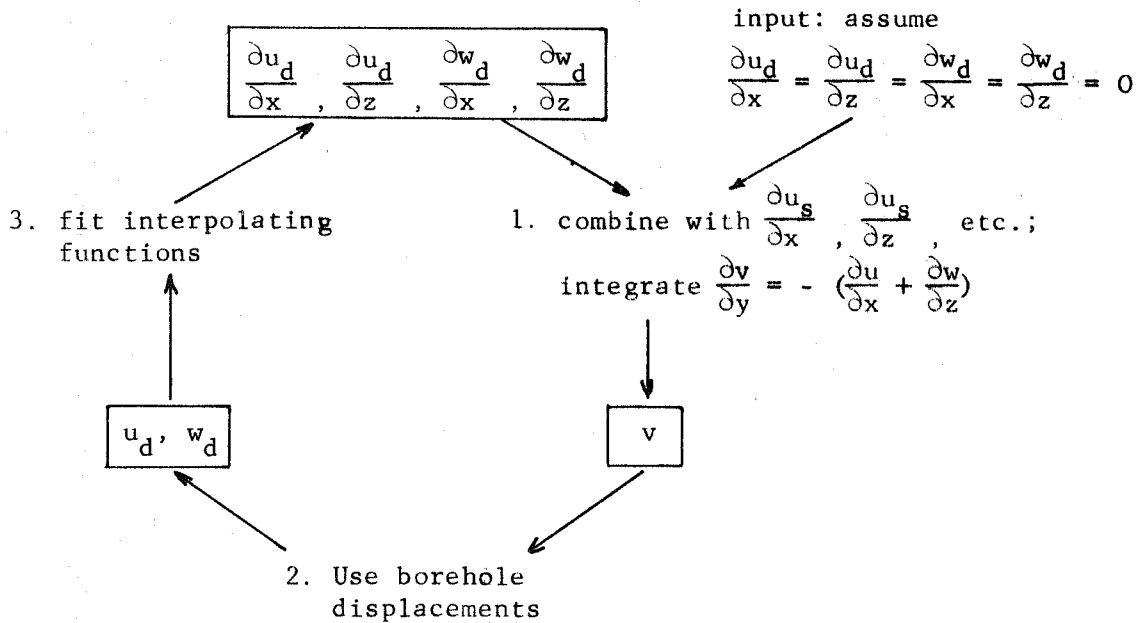 input: assume
∂u_d/∂x , ∂u_d/∂z , ∂w_d/∂x , ∂w_d/∂z
∂u_d/∂x = ∂u_d/∂z = ∂w_d/∂x = ∂w_d/∂z = 0
3. fit interpolating
functions
1. combine with ∂u_s/∂x , ∂u_s/∂z , etc.;
integrate ∂v/∂y = - (∂u/∂x + ∂w/∂z)
u_d, w_d
v
2. Use borehole
displacements